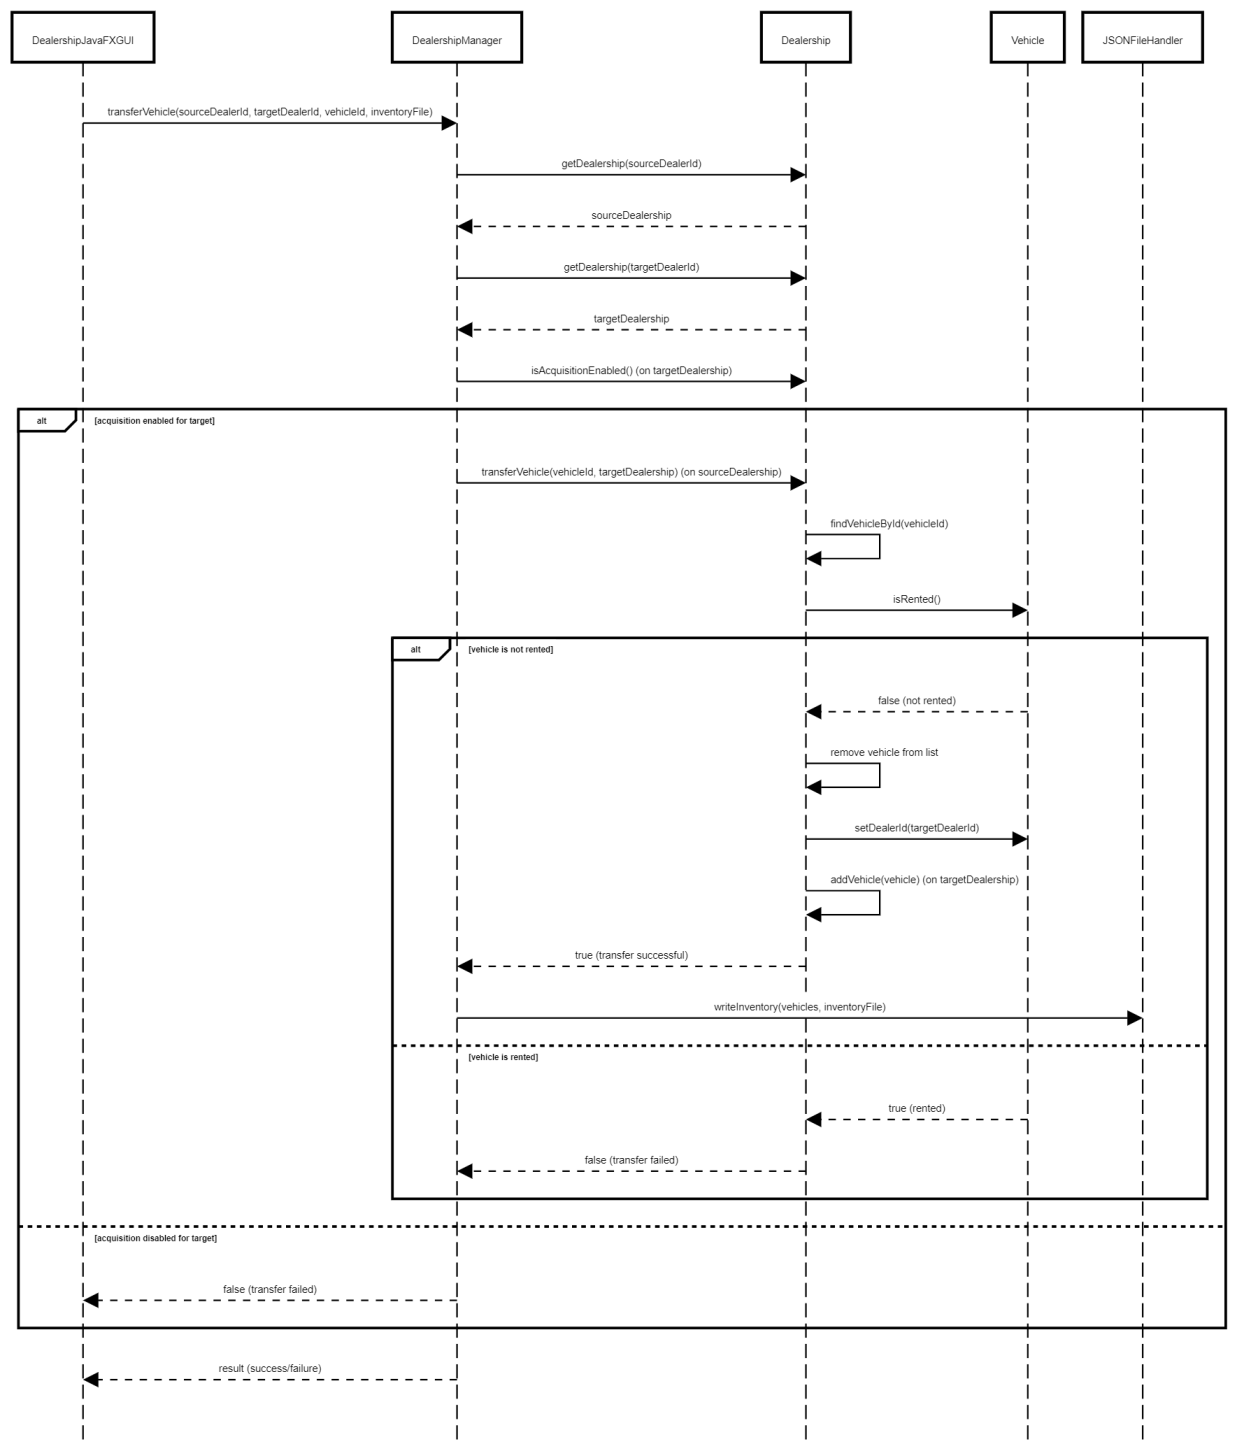 DealershipJavaFXGUI
DealershipManager
Dealership
Vehicle
JSONFileHandler
transferVehicle(sourceDealerId, targetDealerId, vehicleId, inventoryFile)
getDealership(sourceDealerId)
sourceDealership
getDealership(targetDealerId)
targetDealership
isAcquisitionEnabled() (on targetDealership)
alt
[acquisition enabled for target]
transferVehicle(vehicleId, targetDealership) (on sourceDealership)
findVehicleById(vehicleId)
isRented()
alt
[vehicle is not rented]
false (not rented)
remove vehicle from list
setDealerId(targetDealerId)
addVehicle(vehicle) (on targetDealership)
true (transfer successful)
writeInventory(vehicles, inventoryFile)
[vehicle is rented]
true (rented)
false (transfer failed)
[acquisition disabled for target]
false (transfer failed)
result (success/failure)